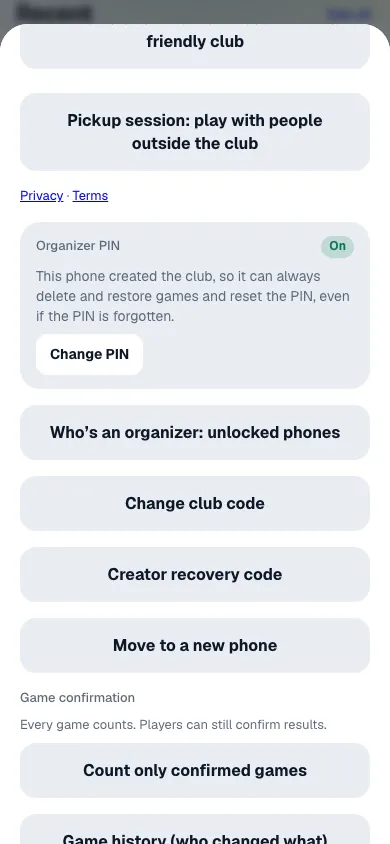 Recent
friendly club
Pickup session: play with people
outside the club
Privacy · Terms
Organizer PIN
On
This phone created the club, so it can always
delete and restore games and reset the PIN, even
if the PIN is forgotten.
Change PIN
Who’s an organizer: unlocked phones
Change club code
Creator recovery code
Move to a new phone
Game confirmation
Every game counts. Players can still confirm results.
Count only confirmed games
Game history (who changed what)